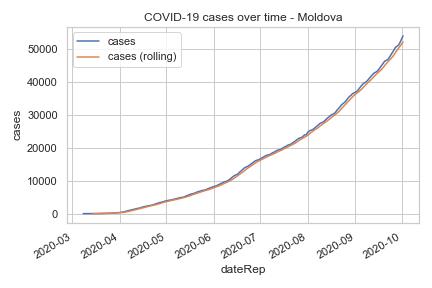 COVID-19 cases over time - Moldova
cases
cases (rolling)
50000
40000
30000
20000
10000
0
cases
2020-03
2020-04
2020-05
2020-06
2020-07
2020-08
2020-09
2020-10
dateRep